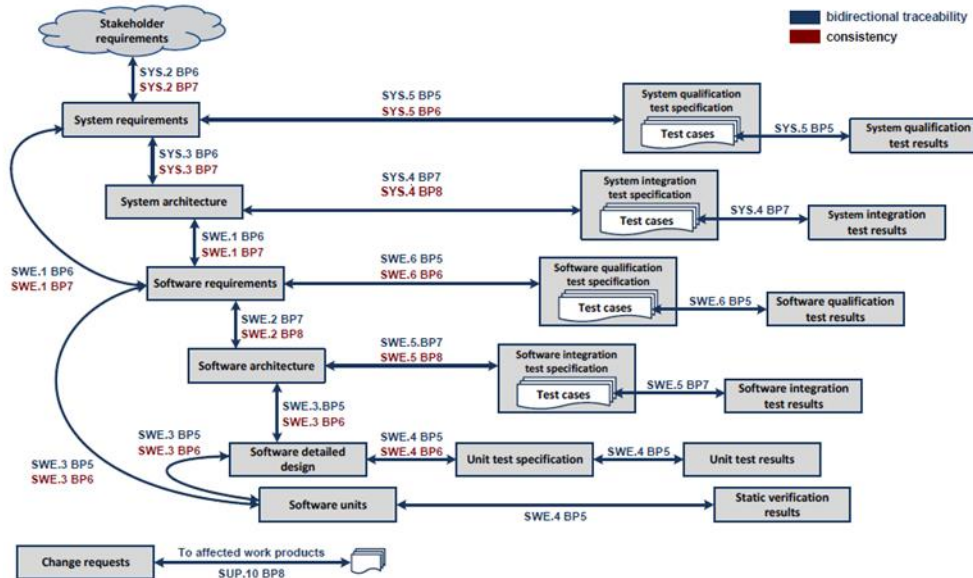 Stakeholder
requirements
bidirectional traceability
consistency
SYS.2 BP6
SYS.2 BP7
System requirements
SYS.5 BP5
SYS.5 BP6
System qualification
test specification
Test cases
SYS.5 BP5
System qualification
test results
SYS.3 BP6
SYS.3 BP7
System architecture
SYS.4 BP7
SYS.4 BP8
System integration
test specification
Test cases
SYS.4 BP7
System integration
test results
SWE.1 BP6
SWE.1 BP7
SWE.1 BP6
SWE.1 BP7
Software requirements
SWE.6 BP5
SWE.6 BP6
Software qualification
test specification
Test cases
SWE.6 BP5
Software qualification
test results
SWE.2 BP7
SWE.2 BP8
Software architecture
SWE.5.BP7
SWE.5 BP8
Software integration
test specification
Test cases
SWE.5 BP7
Software integration
test results
SWE.3.BP5
SWE.3 BP6
SWE.3 BP5
SWE.3 BP6
SWE.3 BP5
SWE.3 BP6
Software detailed
design
SWE.4 BP5
SWE.4 BP6
Unit test specification
SWE.4 BP5
Unit test results
Software units
SWE.4 BP5
Static verification
results
Change requests
To affected work products
SUP.10 BP8